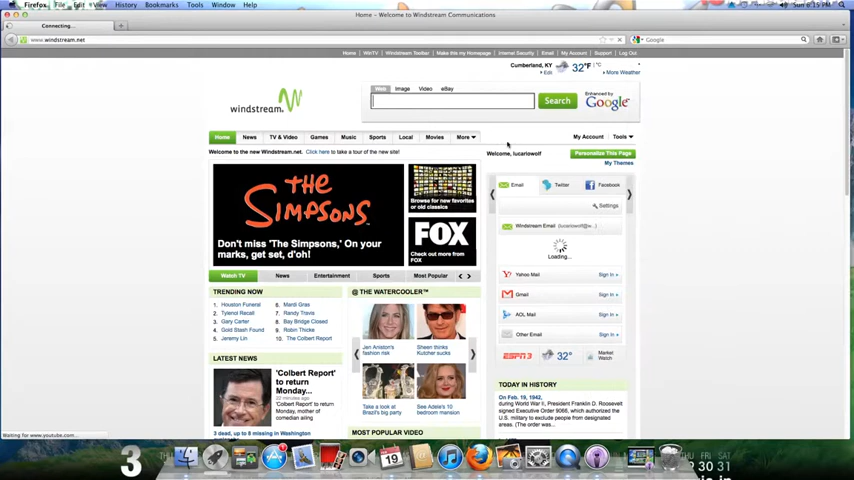 Firefox File Edit View History Bookmarks Tools Window Help
Sun 6:15 PM
Home - Welcome to Windstream Communications
Connecting...
www.windstream.net
Google
Home WinTV Windstream Toolbar Make this my Homepage Internet Security Email My Account Support Log Out
Cumberland, KY 32°F °C
Edit More Weather
Web Image Video eBay
windstream.
Search
Enhanced by Google
Home News TV & Video Games Music Sports Local Movies More
My Account Tools
Welcome to the new Windstream.net. Click here to take a tour of the new site!
Welcome, lucariowolf
Personalize This Page
My Themes
THE SIMPSONS
Don't miss 'The Simpsons,' On your marks, get set, d'oh!
Browse for new favorites or old classics
FOX
Check out more from FOX
Email Twitter Facebook
Settings
Windstream Email (lucariowolf@w...)
Loading...
Yahoo Mail Sign in
Gmail Sign in
AOL Mail Sign in
Other Email Sign in
ESPN3 32° Market Watch
Watch TV News Entertainment Sports Most Popular
TRENDING NOW
1. Houston Funeral 6. Mardi Gras
2. Tylenol Recall 7. Randy Travis
3. Gary Carter 8. Bay Bridge Closed
4. Gold Stash Found 9. Robin Thicke
5. Jeremy Lin 10. The Colbert Report
@ THE WATERCOOLER™
Jen Aniston's fashion risk
Sheen thinks Kutcher sucks
Take a look at Brazil's big party
See Adele's 10 bedroom mansion
LATEST NEWS
'Colbert Report' to return Monday...
22 minutes ago
'Colbert Report' to return Monday, mother of comedian ailing
3 dead, up to 8 missing in Washington
MOST POPULAR VIDEO
TODAY IN HISTORY
On Feb. 19, 1942,
during World War II, President Franklin D. Roosevelt signed Executive Order 9066, which authorized the U.S. military to exclude people from designated areas. (The order was...
Waiting for www.youtube.com...
19
3
30 31